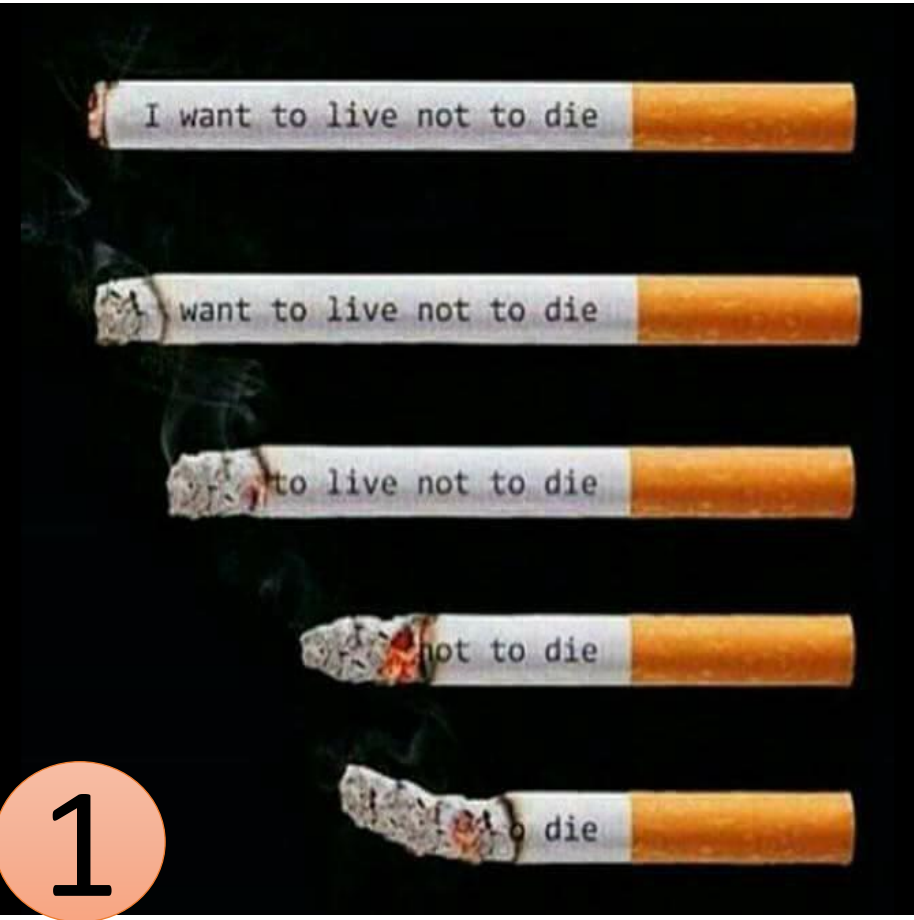 I want to live not to die
want to live not to die
to live not to die
not to die
o die
1